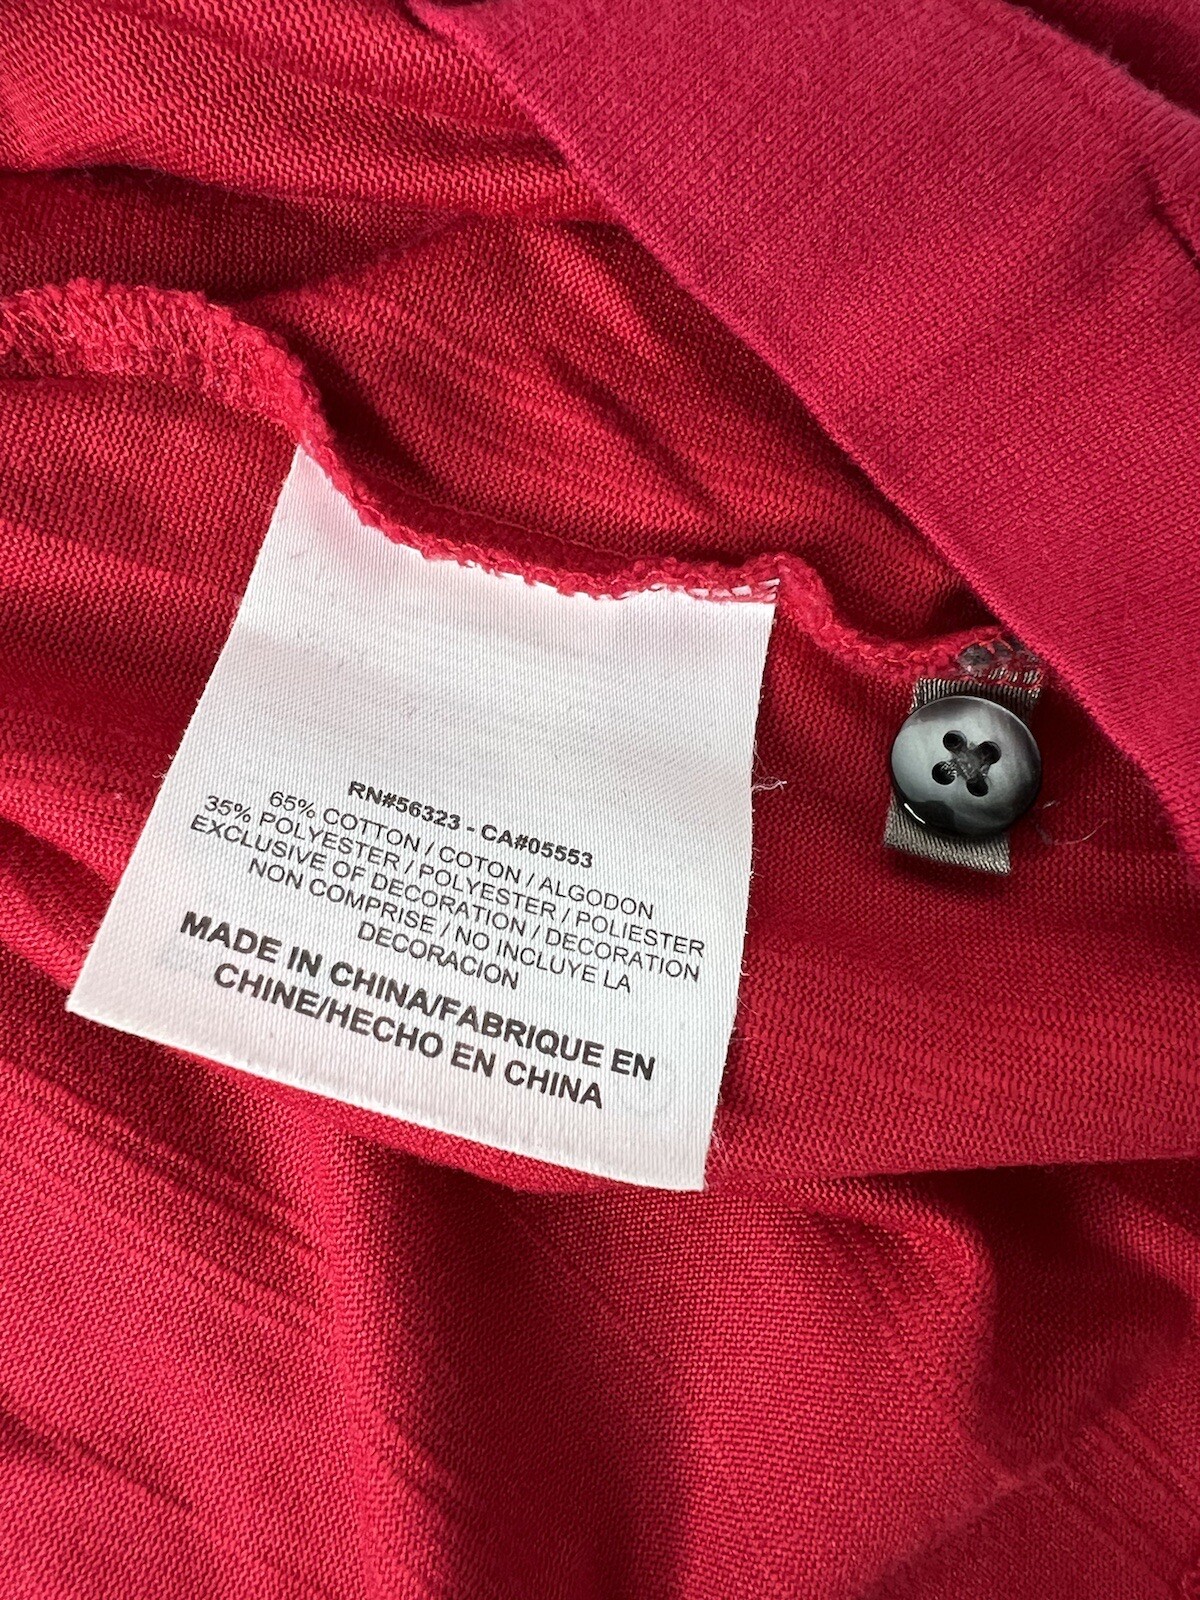 RN#56323 - CA#05553
65% COTTON / COTON / ALGODON
35% POLYESTER / POLYESTER / POLIESTER
EXCLUSIVE OF DECORATION / DECORATION
NON COMPRISE / NO INCLUYE LA
DECORACION
MADE IN CHINA/FABRIQUE EN
CHINE/HECHO EN CHINA